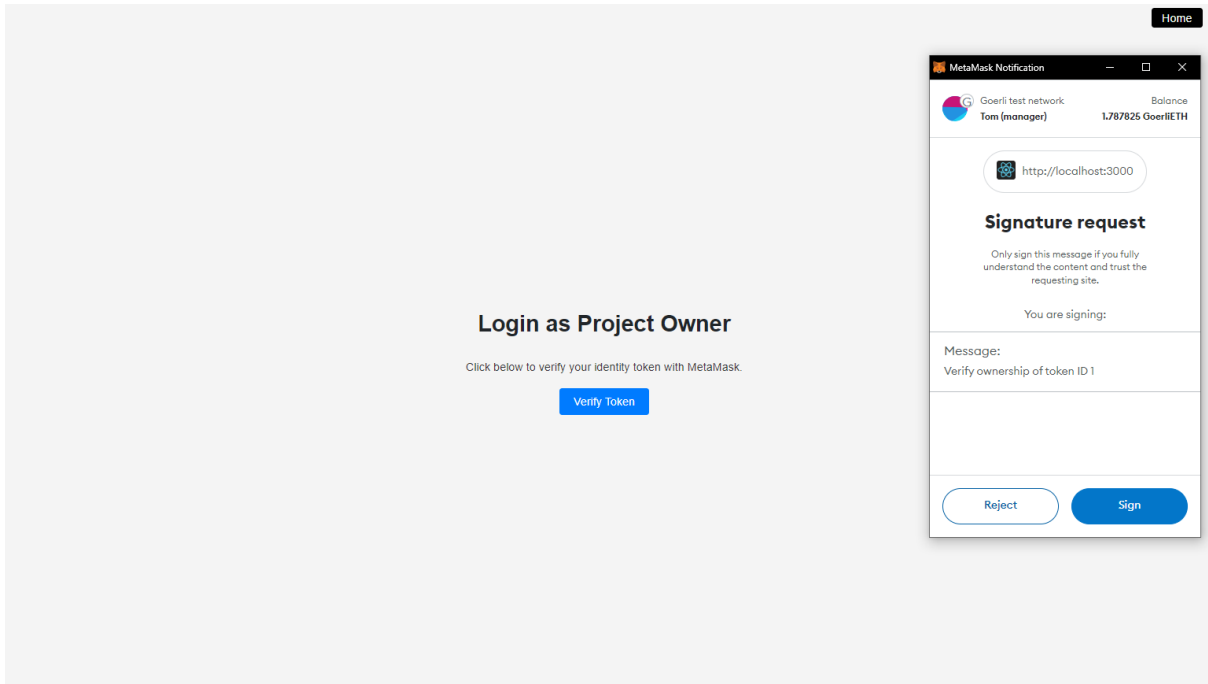 Home
MetaMask Notification
G
Goerli test network
Balance
Tom (manager)
1.787825 GoerliETH
http://localhost:3000
Signature request
Only sign this message if you fully
understand the content and trust the
requesting site.
You are signing:
Message:
Verify ownership of token ID 1
Reject
Sign
Login as Project Owner
Click below to verify your identity token with MetaMask.
Verify Token